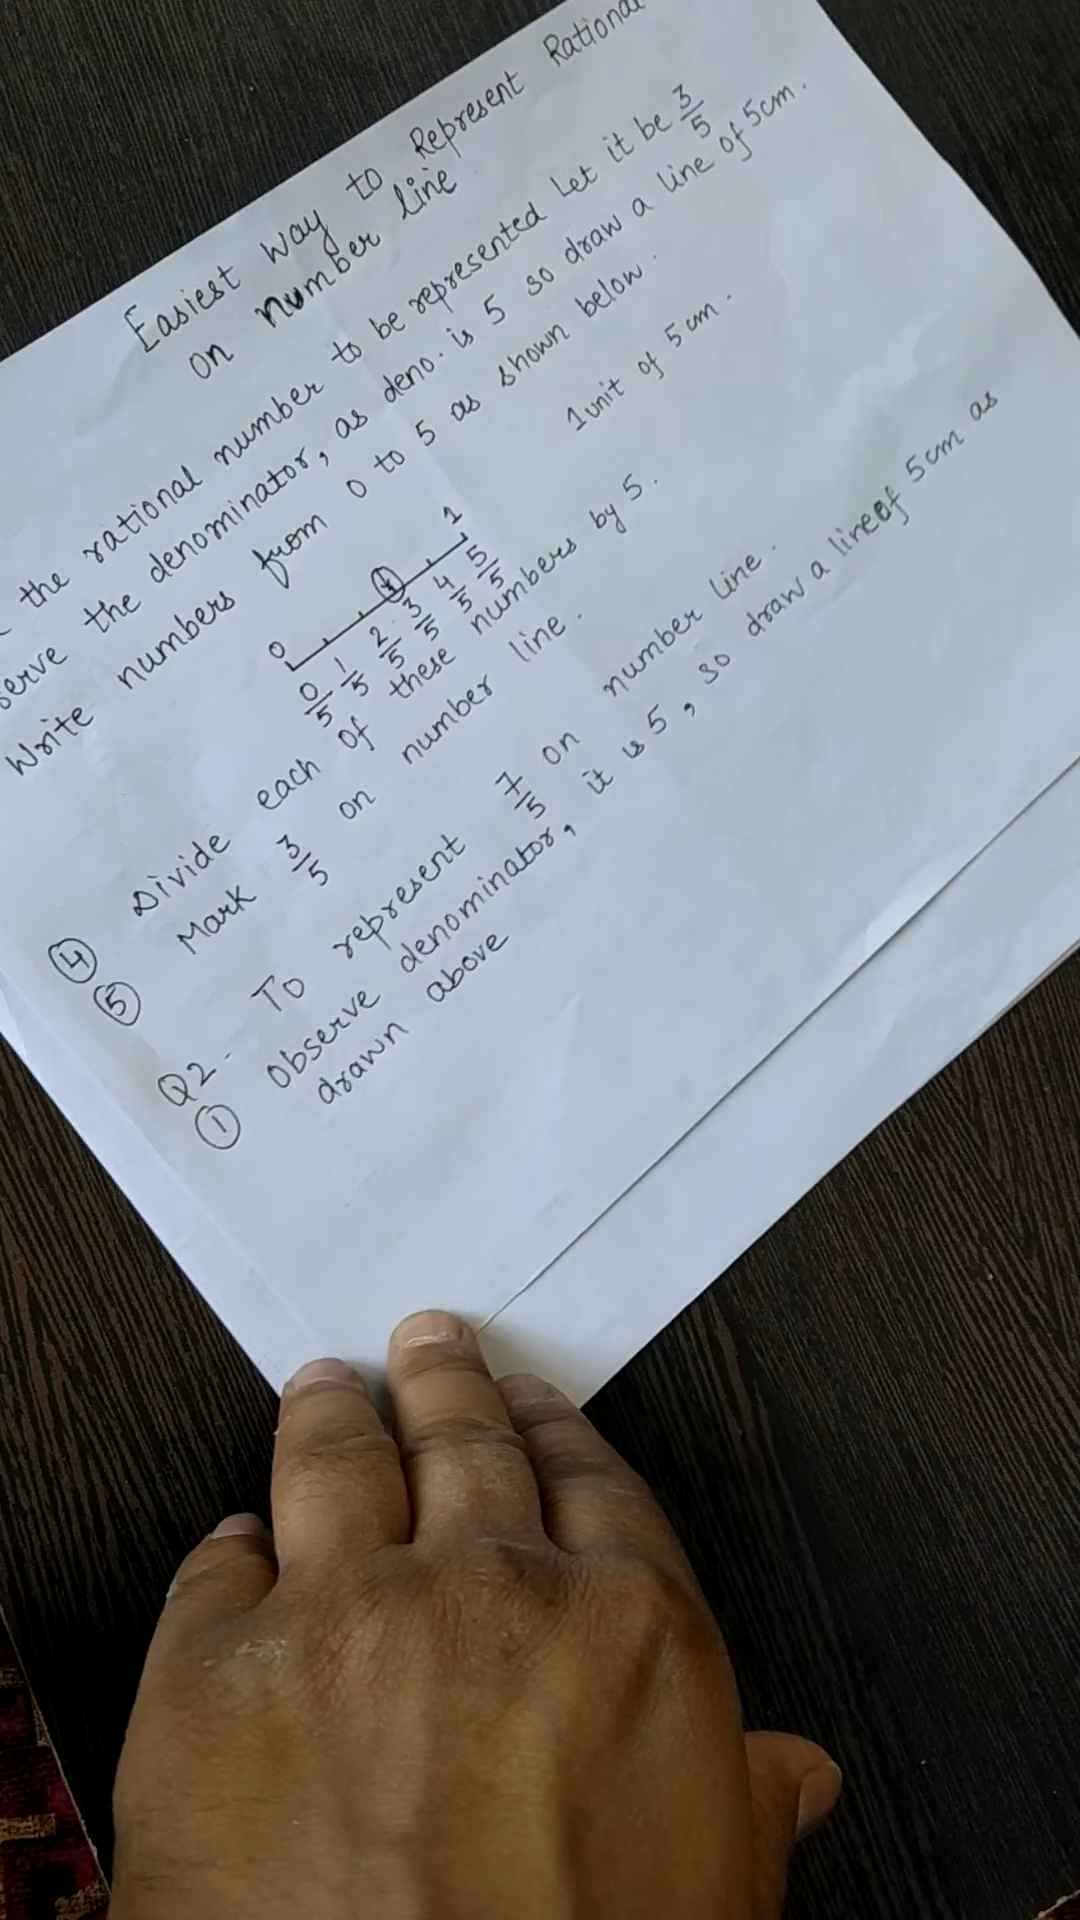 Easiest way to Represent Rational
on number line
the rational number to be represented Let it be 3/5
the denominator, as deno. is 5 so draw a line of 5cm.
Write numbers from 0 to 5 as shown below.
1 unit of 5 cm.
0 1
0/5 1/5 2/5 3/5 4/5 5/5
④ Divide each of these numbers by 5.
⑤ Mark 3/5 on number line.
Q2- To represent 7/5 on number line.
① Observe denominator, it is 5, so draw a line of 5cm as
drawn above